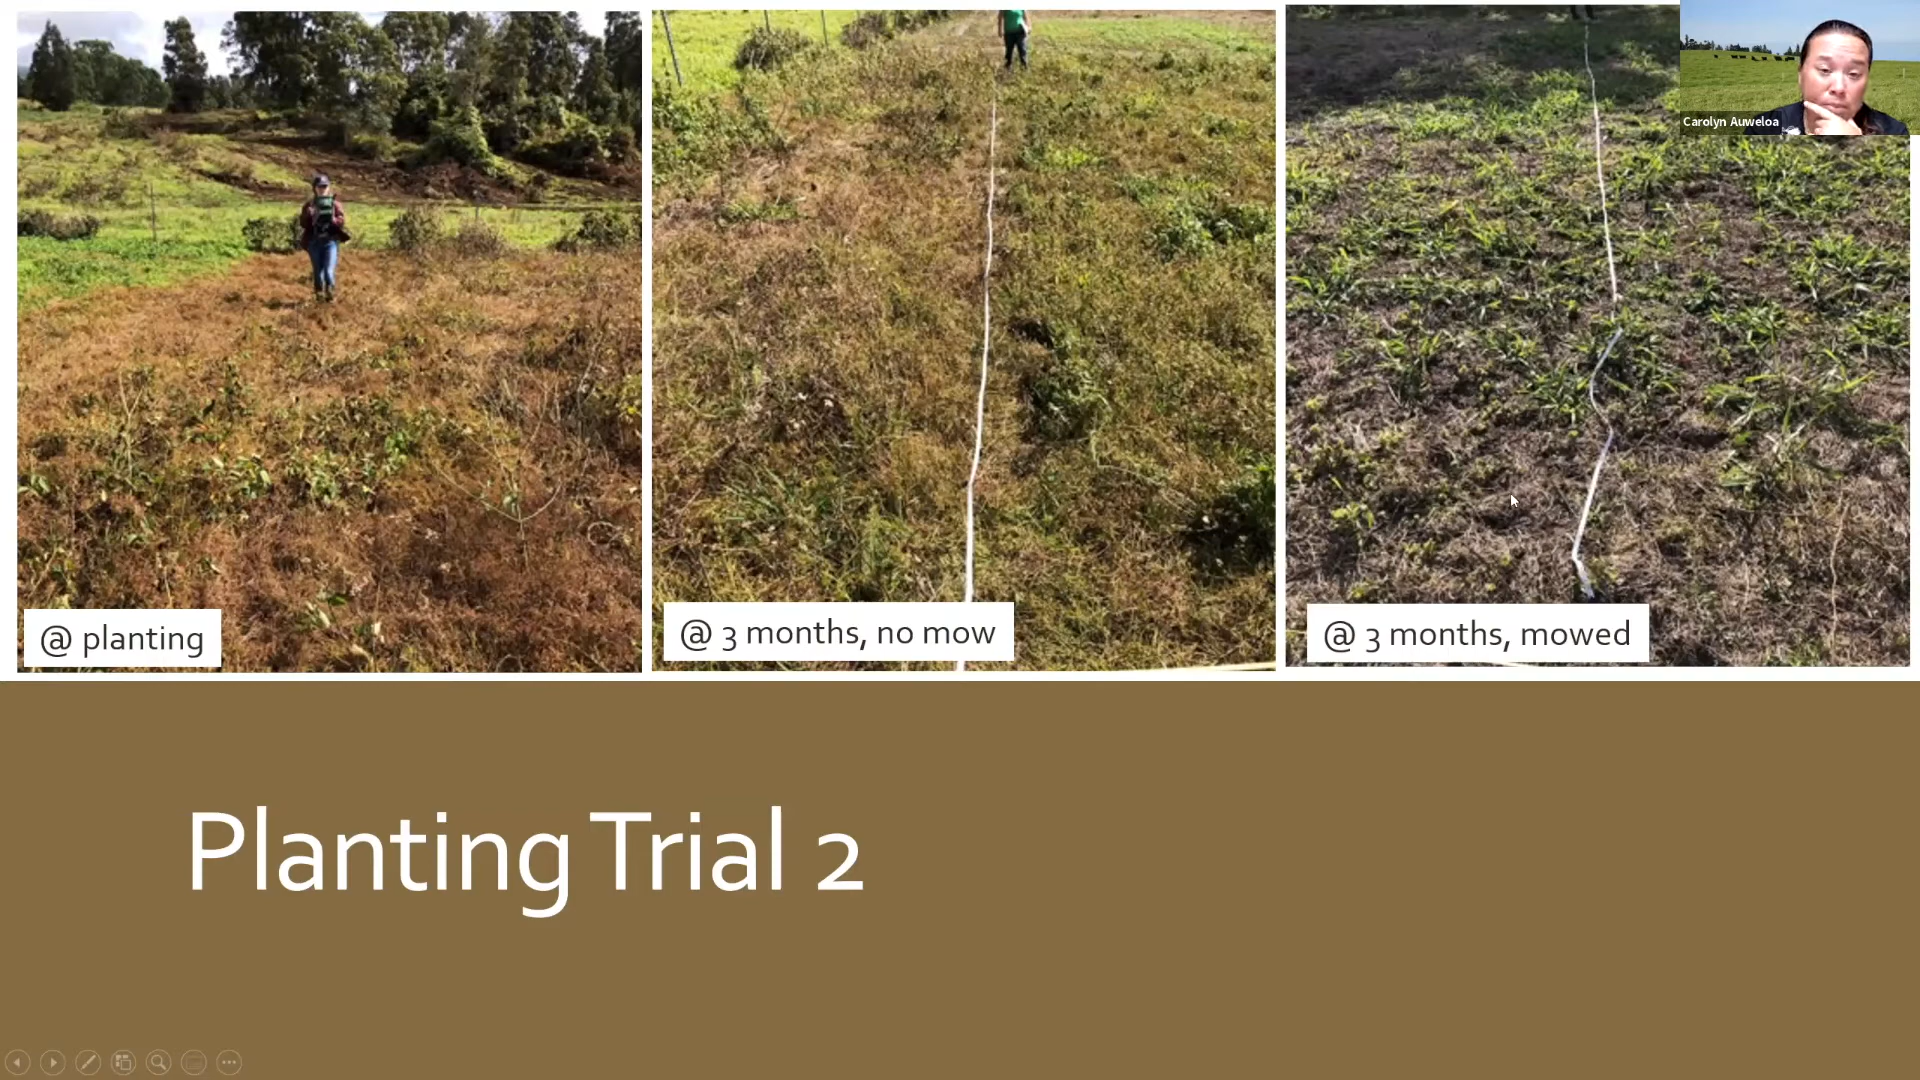 Carolyn Auweloa
@ planting
@ 3 months, no mow
@ 3 months, mowed
Planting Trial 2